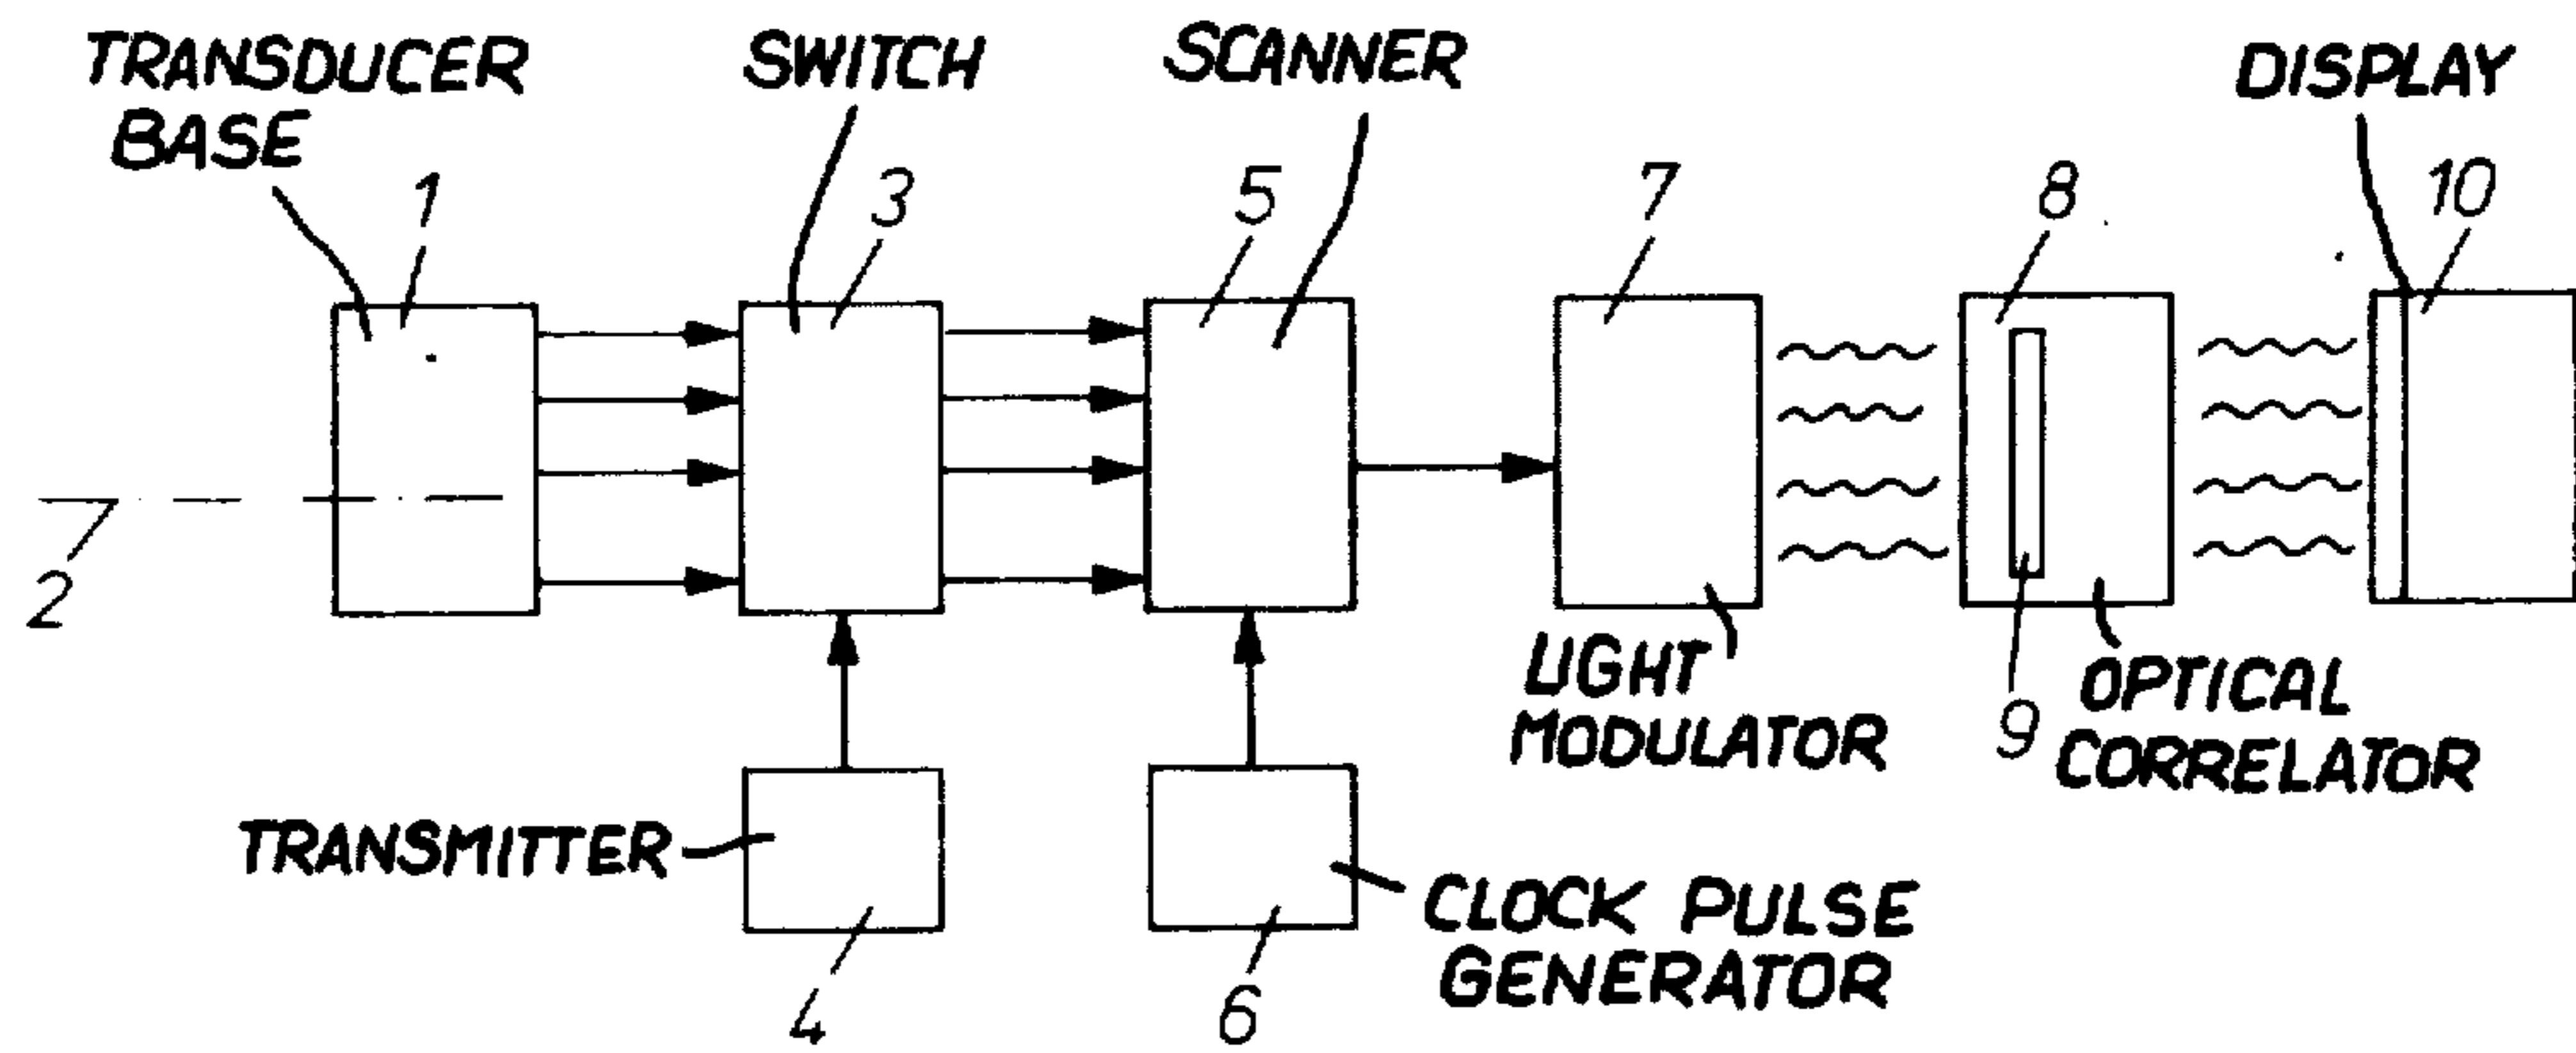 TRANSDUCER
BASE
SWITCH
SCANNER
DISPLAY
1
3
5
7
8
10
2
LIGHT
MODULATOR
9
OPTICAL
CORRELATOR
TRANSMITTER
CLOCK PULSE
GENERATOR
4
6